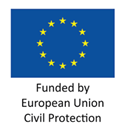 Funded by
European Union
Civil Protection